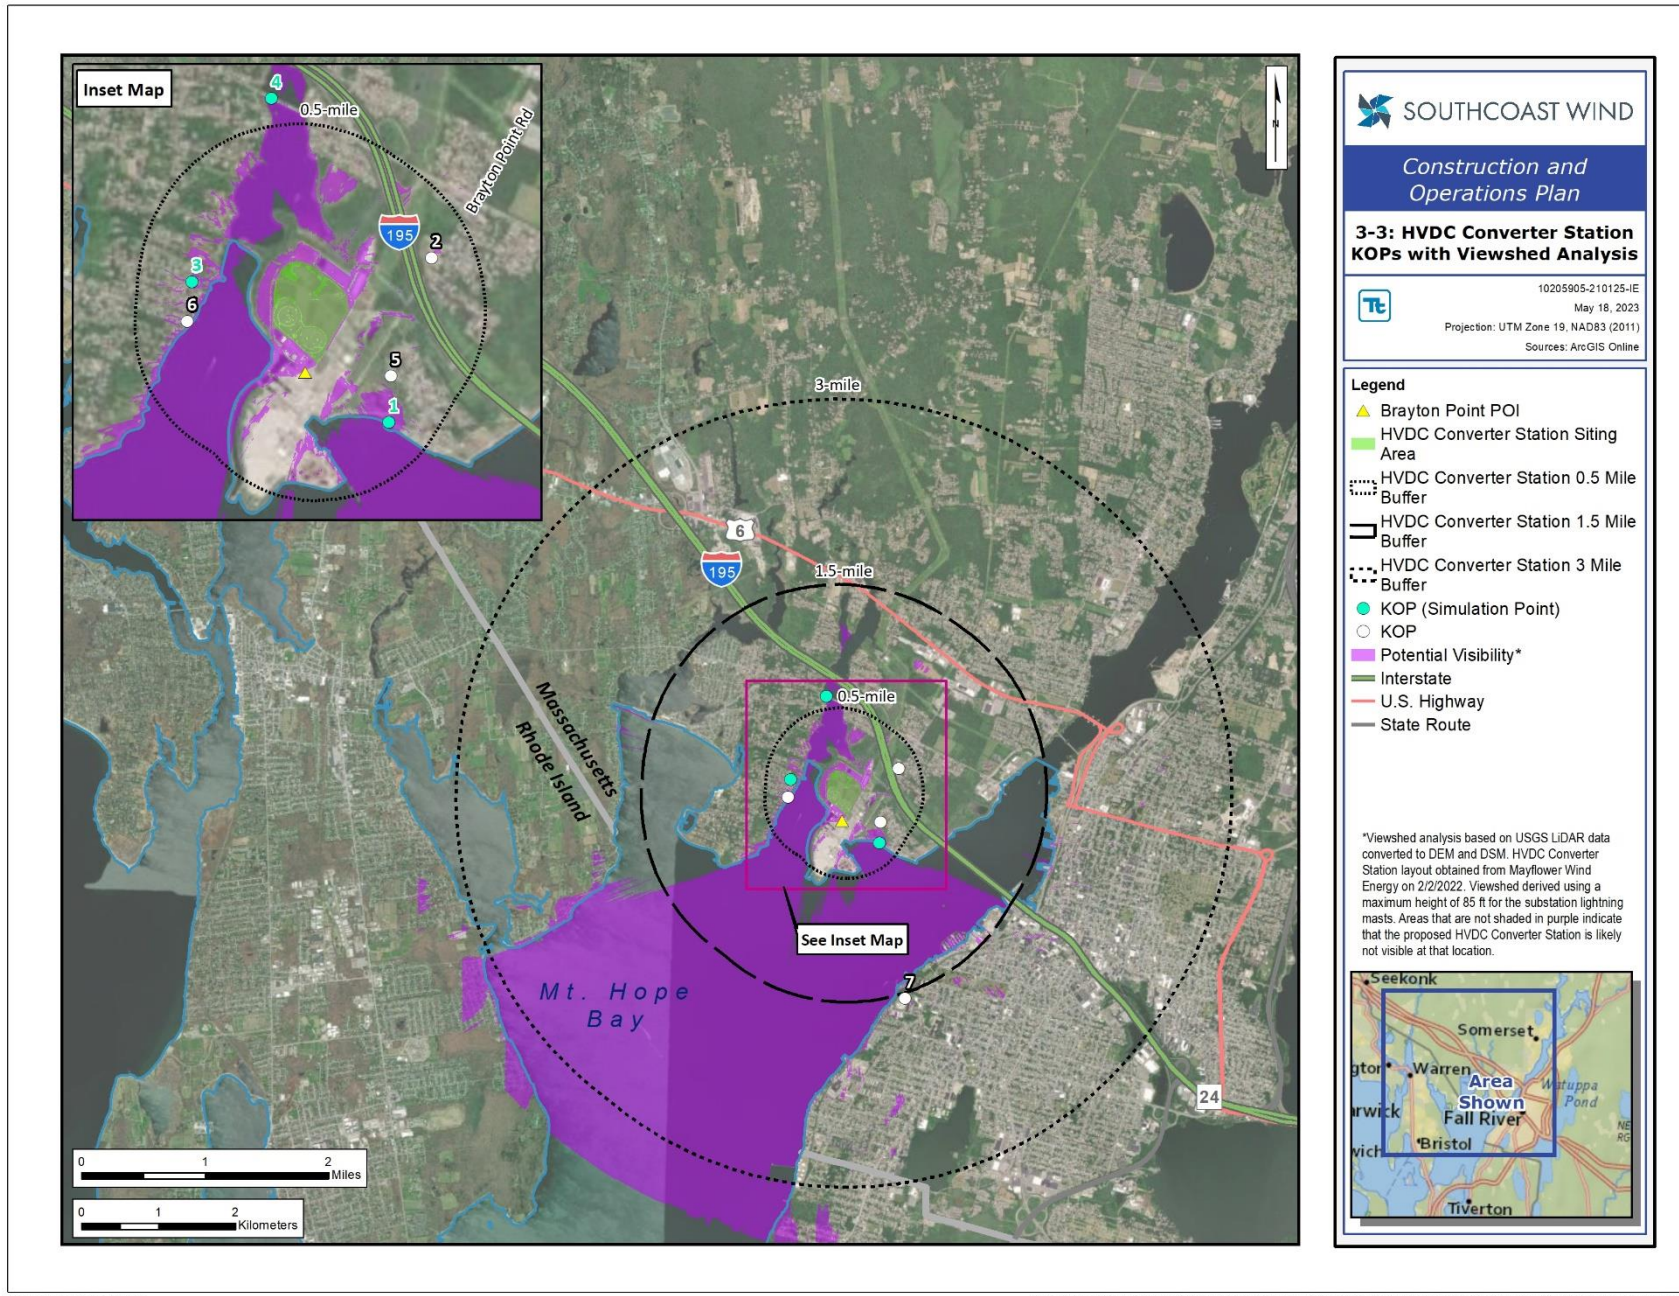 Inset Map
4
0.5-mile
Brayton Point Rd
195
2
3
6
5
1
N
3-mile
6
195
1.5-mile
0.5-mile
Massachusetts
Rhode Island
See Inset Map
7
Mt. Hope
Bay
24
0 1 2
Miles
0 1 2
Kilometers
SOUTHCOAST WIND
Construction and
Operations Plan
3-3: HVDC Converter Station
KOPs with Viewshed Analysis
Tt
10205905-210125-IE
May 18, 2023
Projection: UTM Zone 19, NAD83 (2011)
Sources: ArcGIS Online
Legend
Brayton Point POI
HVDC Converter Station Siting
Area
HVDC Converter Station 0.5 Mile
Buffer
HVDC Converter Station 1.5 Mile
Buffer
HVDC Converter Station 3 Mile
Buffer
KOP (Simulation Point)
KOP
Potential Visibility*
Interstate
U.S. Highway
State Route
*Viewshed analysis based on USGS LiDAR data
converted to DEM and DSM. HVDC Converter
Station layout obtained from Mayflower Wind
Energy on 2/2/2022. Viewshed derived using a
maximum height of 85 ft for the substation lightning
masts. Areas that are not shaded in purple indicate
that the proposed HVDC Converter Station is likely
not visible at that location.
Seekonk
Somerset
gton
Warren
Area
Shown
Watuppa
Pond
arwick
Fall River
NE
RG
wich
Bristol
Tiverton